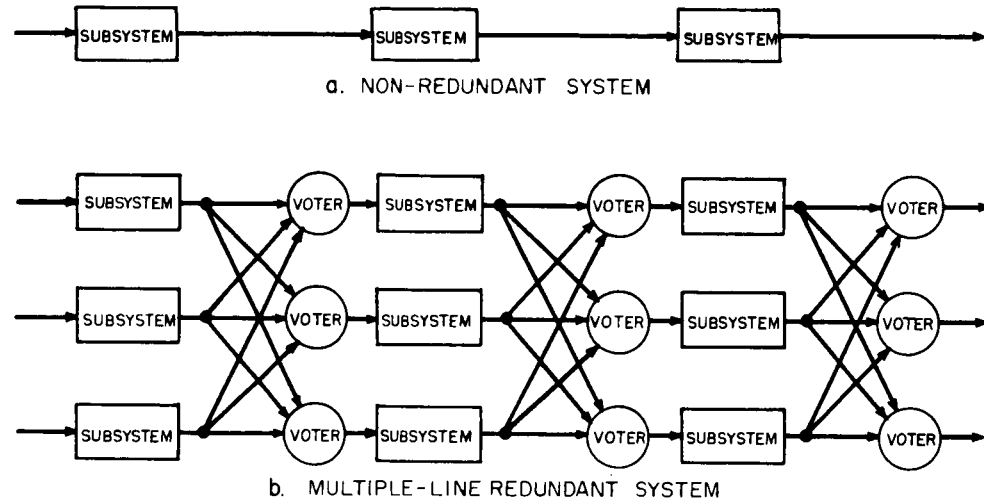 SUBSYSTEM SUBSYSTEM SUBSYSTEM
a. NON-REDUNDANT SYSTEM
SUBSYSTEM VOTER SUBSYSTEM VOTER SUBSYSTEM VOTER
SUBSYSTEM VOTER SUBSYSTEM VOTER SUBSYSTEM VOTER
SUBSYSTEM VOTER SUBSYSTEM VOTER SUBSYSTEM VOTER
b. MULTIPLE-LINE REDUNDANT SYSTEM